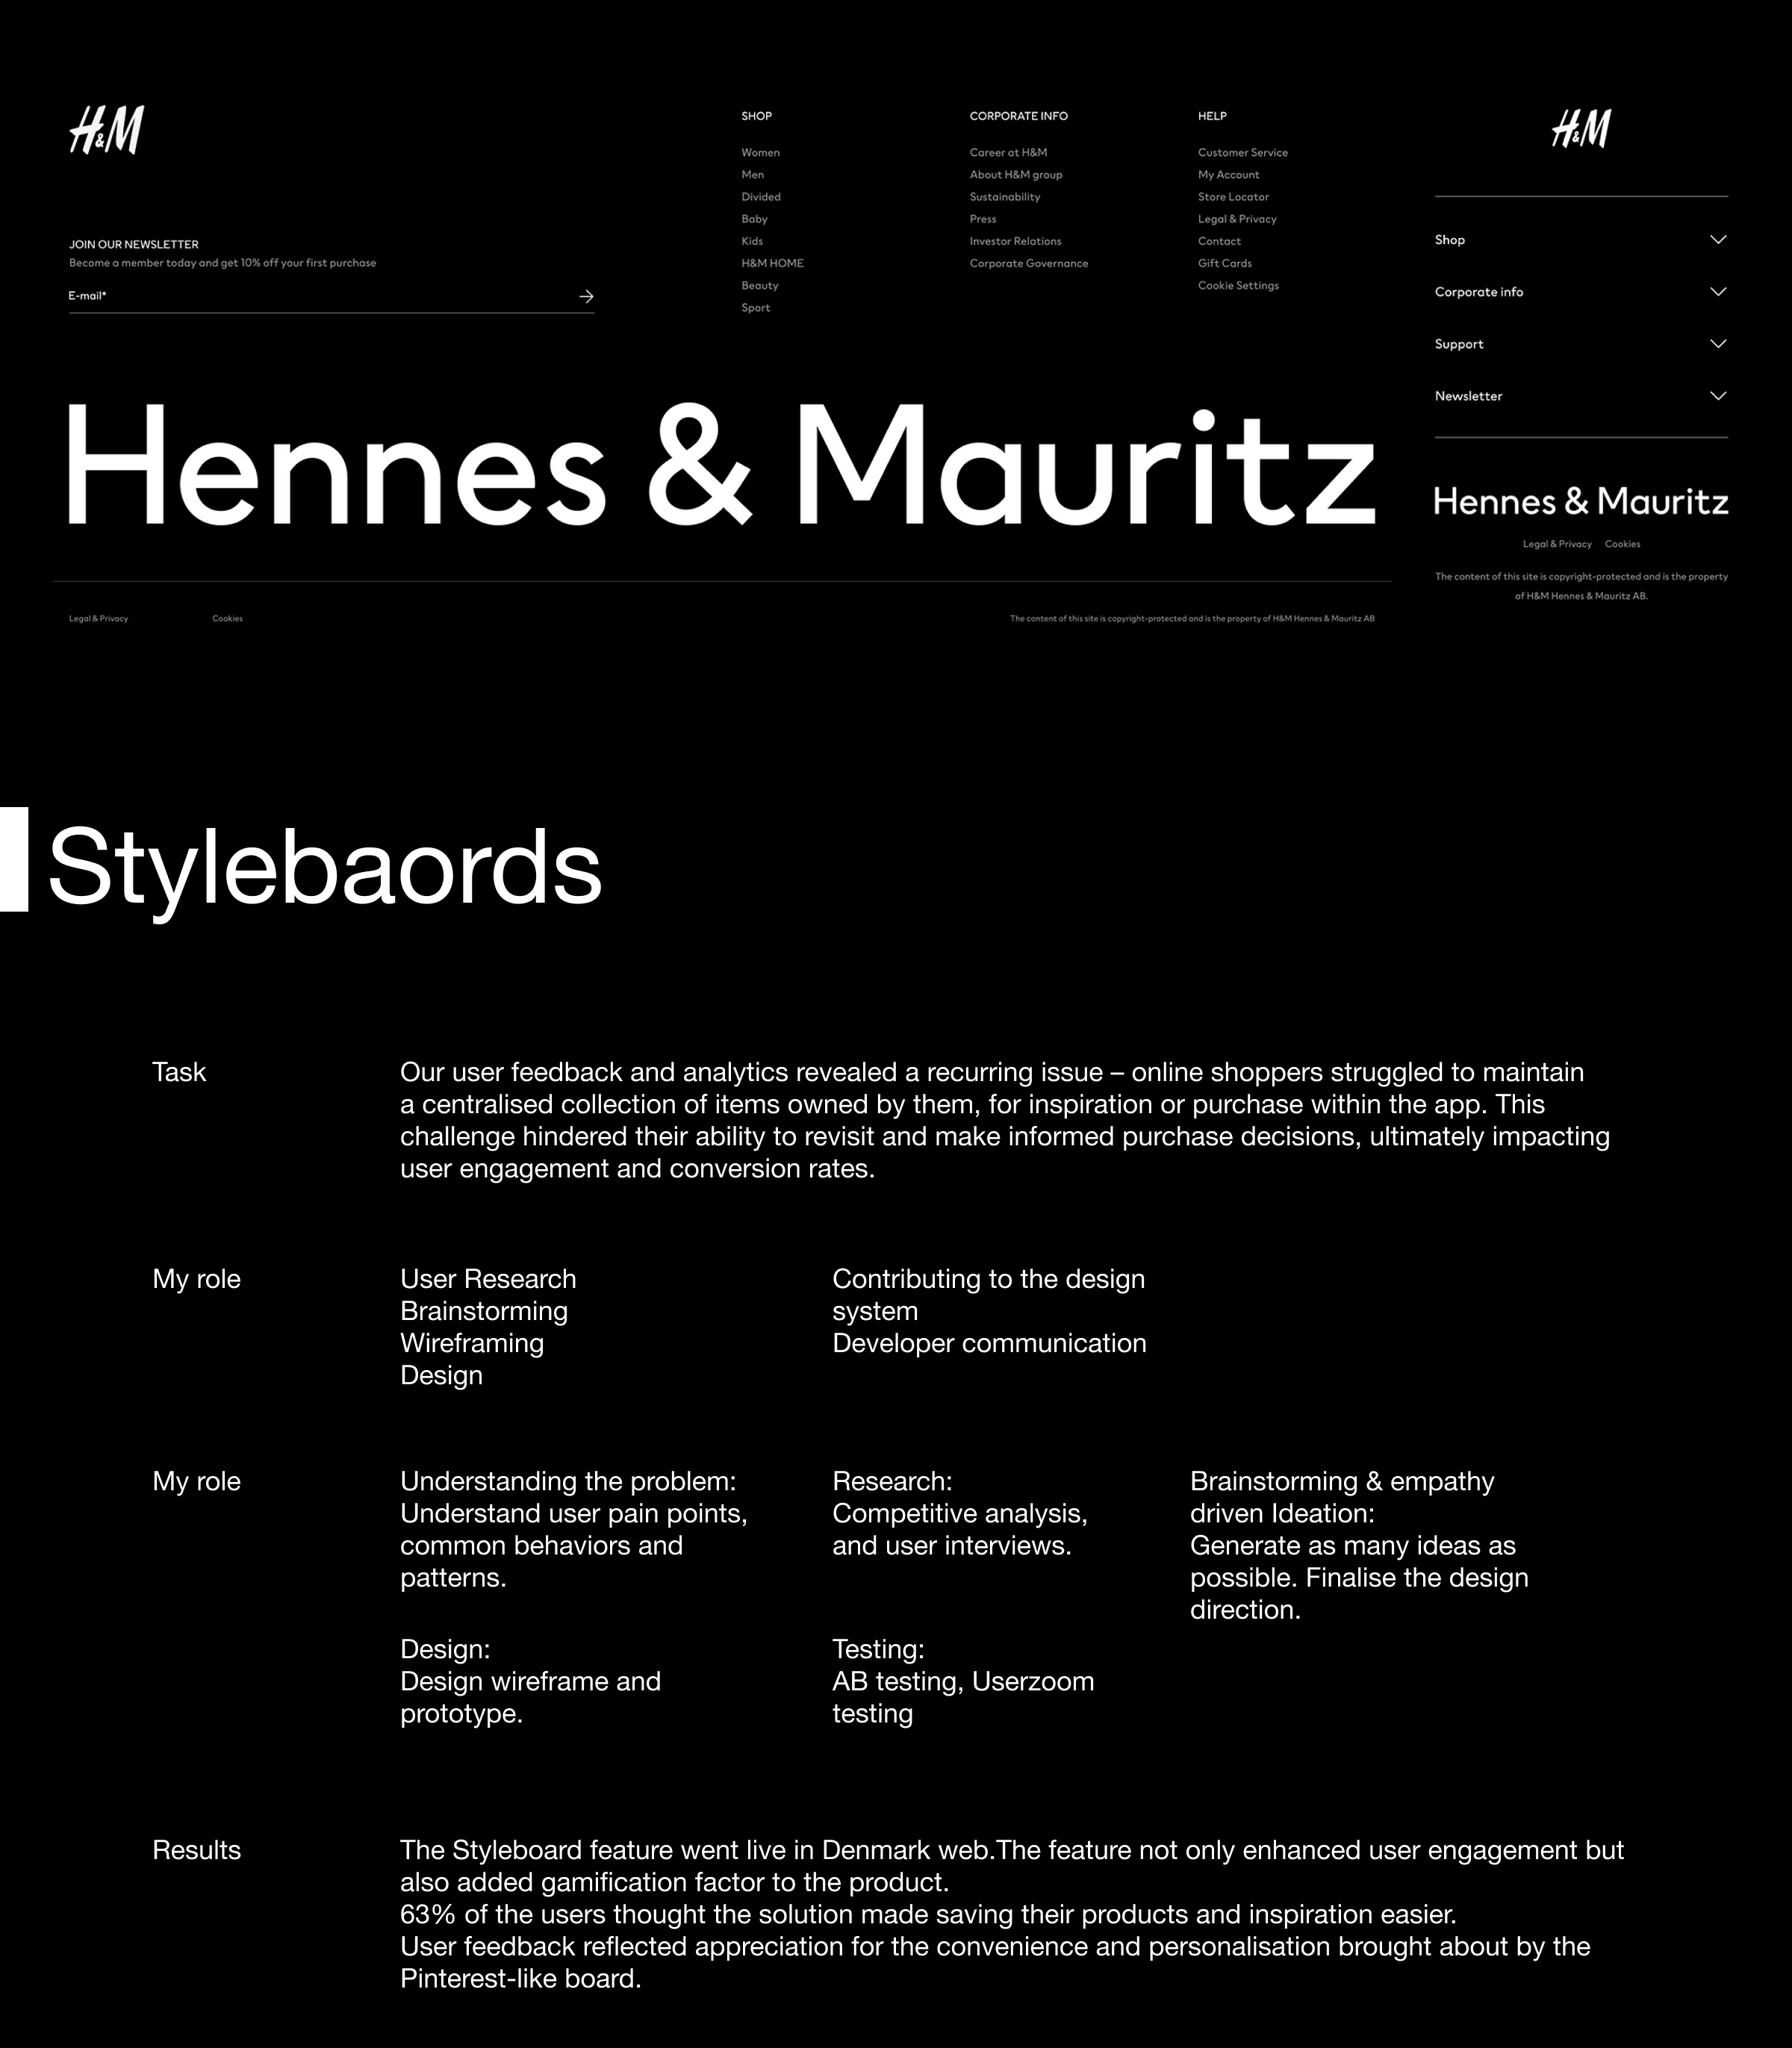 H&M
JOIN OUR NEWSLETTER
Become a member today and get 10% off your first purchase
E-mail*
SHOP
Women
Men
Divided
Baby
Kids
H&M HOME
Beauty
Sport
CORPORATE INFO
Career at H&M
About H&M group
Sustainability
Press
Investor Relations
Corporate Governance
HELP
Customer Service
My Account
Store Locator
Legal & Privacy
Contact
Gift Cards
Cookie Settings
Hennes & Mauritz
Legal & Privacy
Cookies
The content of this site is copyright-protected and is the property of H&M Hennes & Mauritz AB
H&M
Shop
Corporate info
Support
Newsletter
Hennes & Mauritz
Legal & Privacy
Cookies
The content of this site is copyright-protected and is the property
of H&M Hennes & Mauritz AB.
Stylebaords
Task
Our user feedback and analytics revealed a recurring issue – online shoppers struggled to maintain
a centralised collection of items owned by them, for inspiration or purchase within the app. This
challenge hindered their ability to revisit and make informed purchase decisions, ultimately impacting
user engagement and conversion rates.
My role
User Research
Brainstorming
Wireframing
Design
Contributing to the design
system
Developer communication
My role
Understanding the problem:
Understand user pain points,
common behaviors and
patterns.
Research:
Competitive analysis,
and user interviews.
Brainstorming & empathy
driven Ideation:
Generate as many ideas as
possible. Finalise the design
direction.
Design:
Design wireframe and
prototype.
Testing:
AB testing, Userzoom
testing
Results
The Styleboard feature went live in Denmark web.The feature not only enhanced user engagement but
also added gamification factor to the product.
63% of the users thought the solution made saving their products and inspiration easier.
User feedback reflected appreciation for the convenience and personalisation brought about by the
Pinterest-like board.